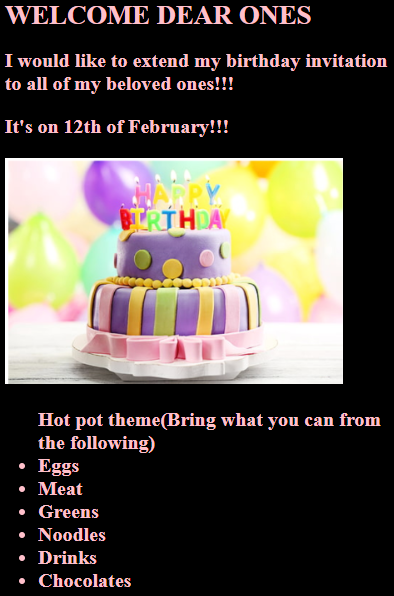 WELCOME DEAR ONES
I would like to extend my birthday invitation
to all of my beloved ones!!!
It's on 12th of February!!!
HAPPY
BIRTHDAY
Hot pot theme(Bring what you can from
the following)
• Eggs
• Meat
• Greens
• Noodles
• Drinks
• Chocolates